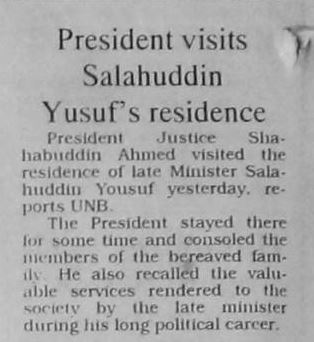 President visits
Salahuddin
Yusuf's residence
President Justice Sha-
habuddin Ahmed visited the
residence of late Minister Sala-
huddin Yousuf yesterday, re-
ports UNB.
The President stayed there
for some time and consoled the
members of the bereaved fam-
ily. He also recalled the valu-
able services rendered to the
society by the late minister
during his long political career.